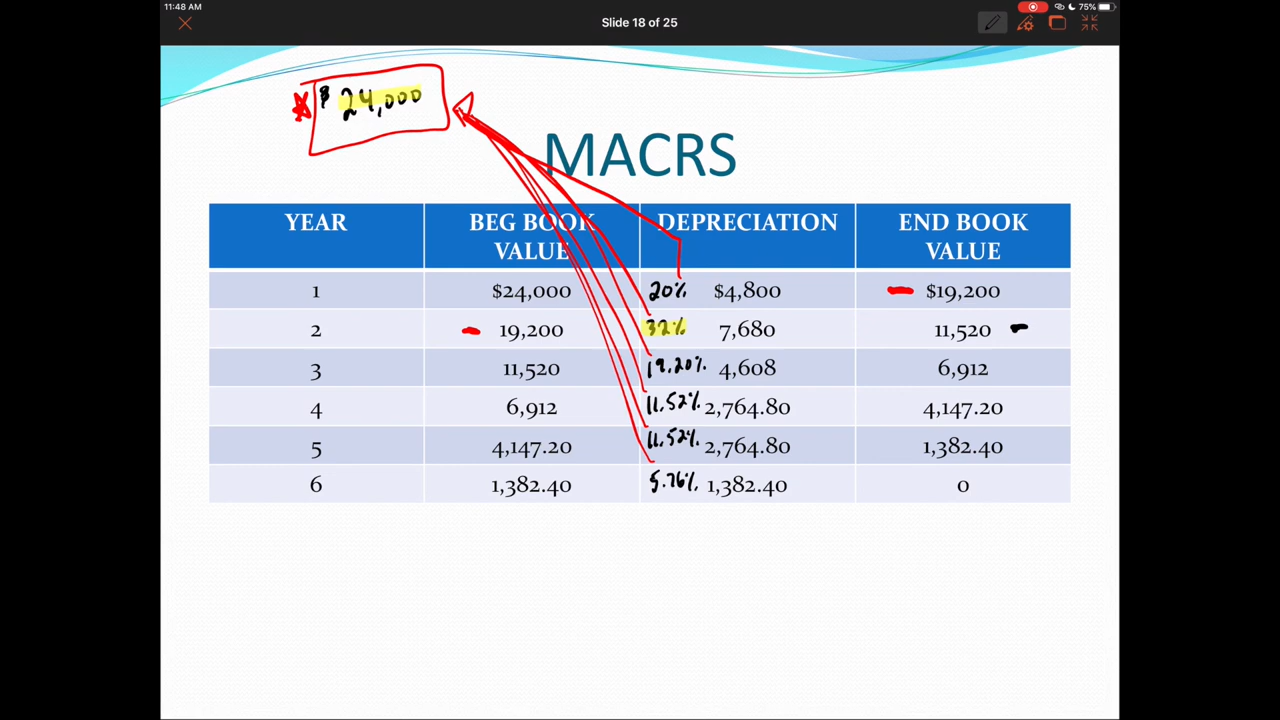 11:48 AM
75%
Slide 18 of 25
$ 24,000
MACRS
YEAR BEG BOOK VALUE DEPRECIATION END BOOK VALUE
1 $24,000 20% $4,800 $19,200
2 19,200 32% 7,680 11,520
3 11,520 19.20% 4,608 6,912
4 6,912 11.52% 2,764.80 4,147.20
5 4,147.20 11.52% 2,764.80 1,382.40
6 1,382.40 5.76% 1,382.40 0